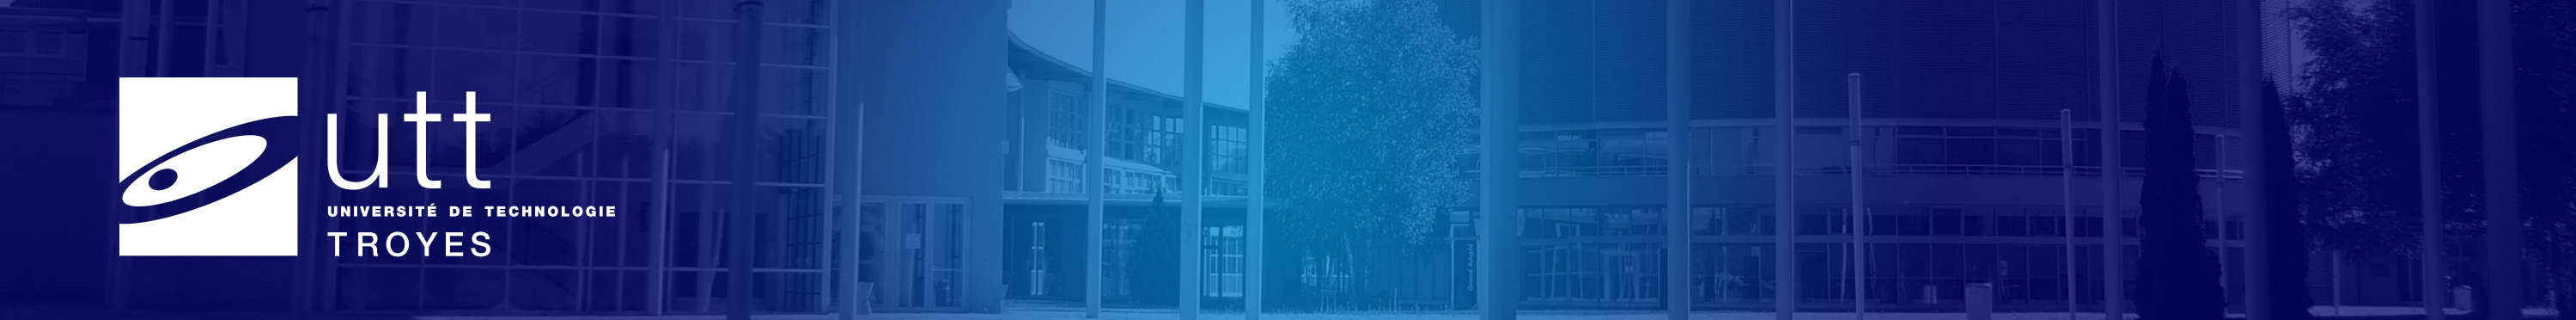 utt
UNIVERSITÉ DE TECHNOLOGIE
TROYES